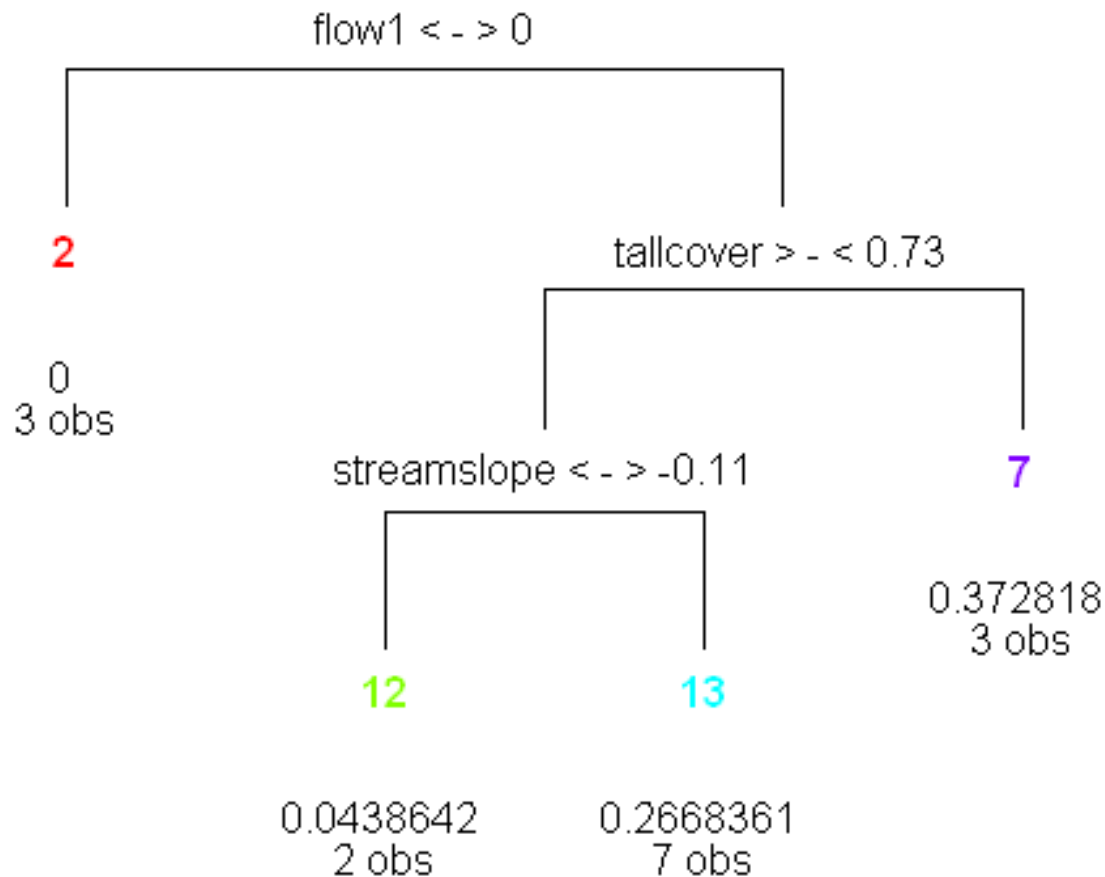 flow1 < - > 0
2
tallcover > - < 0.73
0
3 obs
streamslope < - > -0.11
7
0.372818
3 obs
12
13
0.0438642
2 obs
0.2668361
7 obs